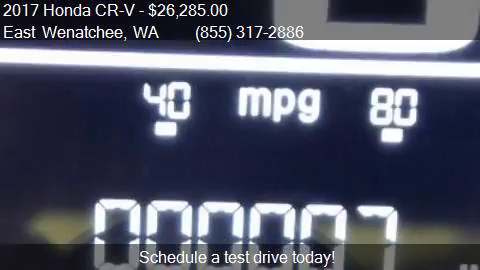 2017 Honda CR-V - $26,285.00
East Wenatchee, WA (855) 317-2886
40 mpg 80
000007
Schedule a test drive today!